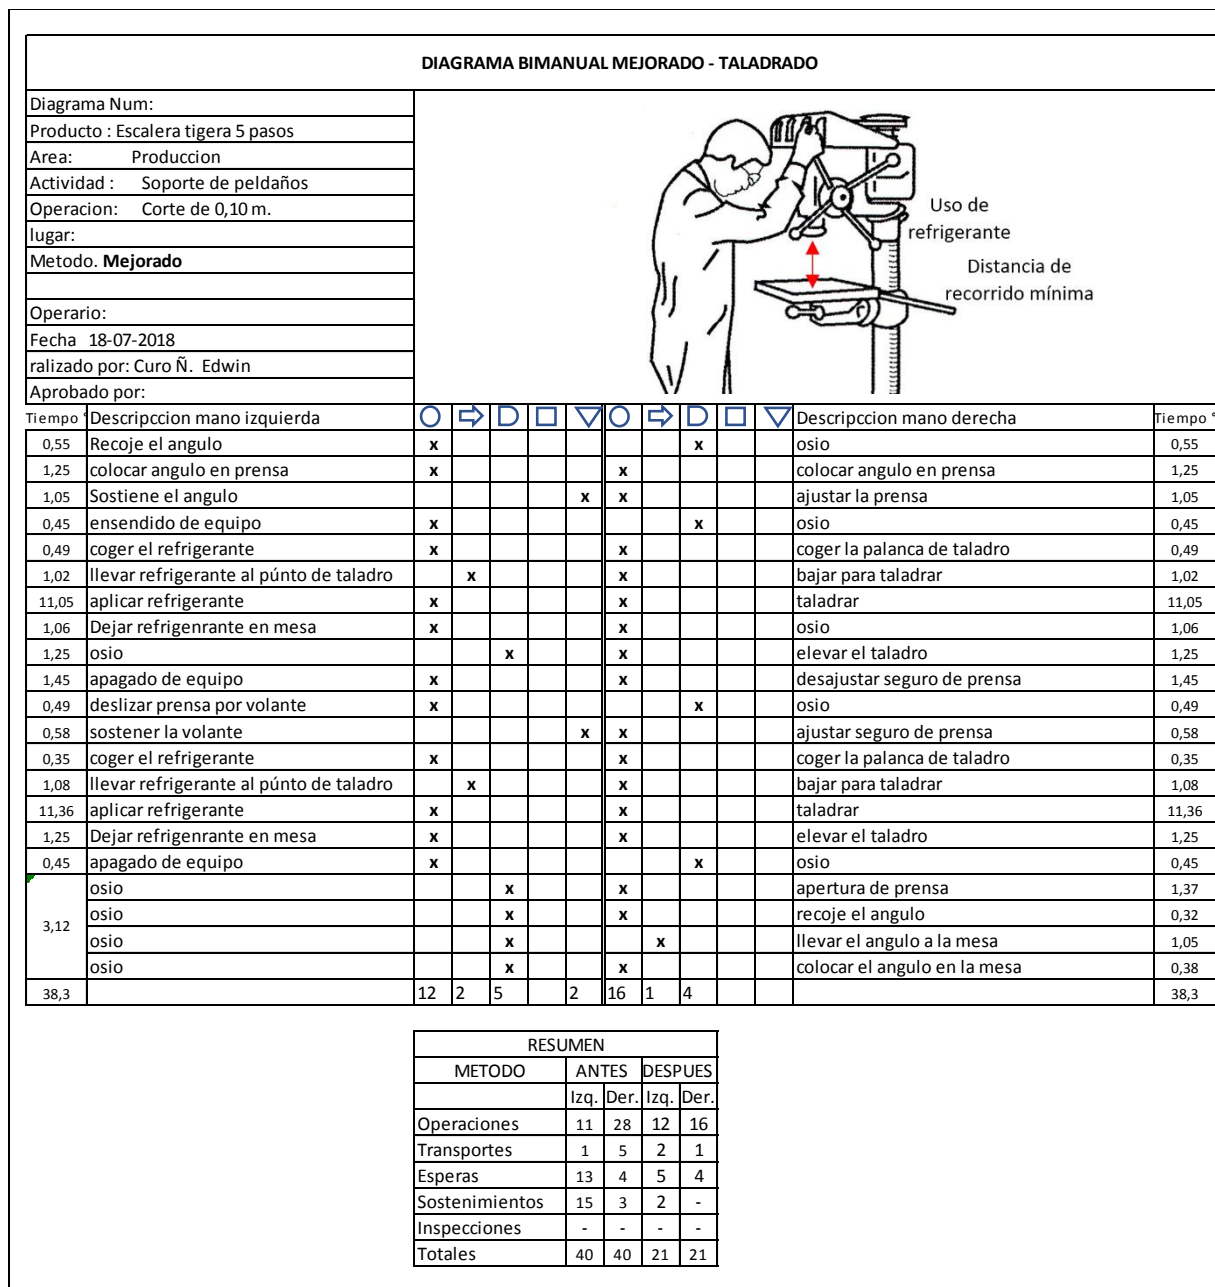 DIAGRAMA BIMANUAL MEJORADO - TALADRADO
Diagrama Num:
Producto : Escalera tigera 5 pasos
Area: Produccion
Actividad : Soporte de peldaños
Operacion: Corte de 0,10 m.
lugar:
Metodo. Mejorado
Operario:
Fecha 18-07-2018
ralizado por: Curo Ñ. Edwin
Aprobado por:
Uso de
refrigerante
Distancia de
recorrido mínima
Tiempo Descripccion mano izquierda D D Descripccion mano derecha Tiempo
0,55 Recoje el angulo x x osio 0,55
1,25 colocar angulo en prensa x x colocar angulo en prensa 1,25
1,05 Sostiene el angulo x x ajustar la prensa 1,05
0,45 ensendido de equipo x x osio 0,45
0,49 coger el refrigerante x x coger la palanca de taladro 0,49
1,02 llevar refrigerante al púnto de taladro x x bajar para taladrar 1,02
11,05 aplicar refrigerante x x taladrar 11,05
1,06 Dejar refrigenrante en mesa x x osio 1,06
1,25 osio x x elevar el taladro 1,25
1,45 apagado de equipo x x desajustar seguro de prensa 1,45
0,49 deslizar prensa por volante x x osio 0,49
0,58 sostener la volante x x ajustar seguro de prensa 0,58
0,35 coger el refrigerante x x coger la palanca de taladro 0,35
1,08 llevar refrigerante al púnto de taladro x x bajar para taladrar 1,08
11,36 aplicar refrigerante x x taladrar 11,36
1,25 Dejar refrigenrante en mesa x x elevar el taladro 1,25
0,45 apagado de equipo x x osio 0,45
3,12 osio x x apertura de prensa 1,37
osio x x recoje el angulo 0,32
osio x x llevar el angulo a la mesa 1,05
osio x x colocar el angulo en la mesa 0,38
38,3 12 2 5 2 16 1 4 38,3
RESUMEN
METODO ANTES DESPUES
Izq. Der. Izq. Der.
Operaciones 11 28 12 16
Transportes 1 5 2 1
Esperas 13 4 5 4
Sostenimientos 15 3 2 -
Inspecciones - - - -
Totales 40 40 21 21